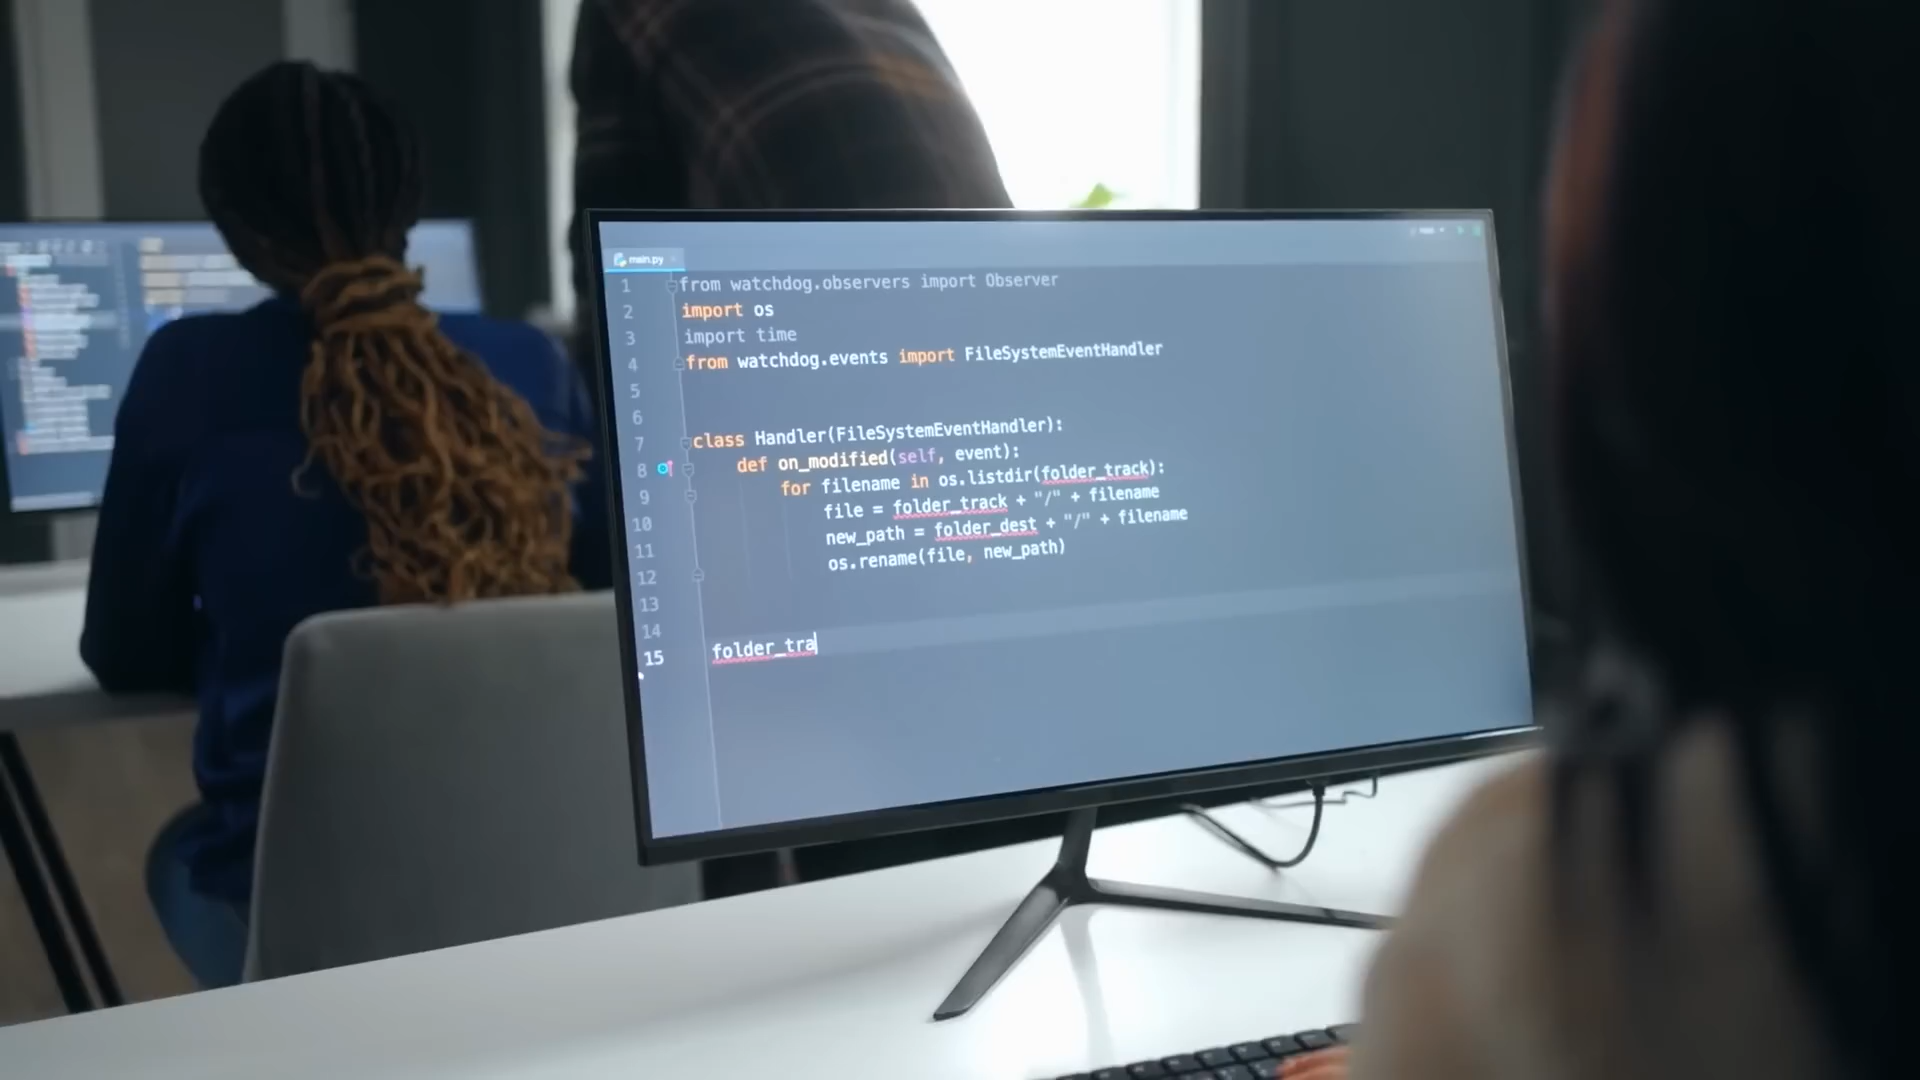 main.py
1 from watchdog.observers import Observer
2 import os
3 import time
4 from watchdog.events import FileSystemEventHandler
5
6
7 class Handler(FileSystemEventHandler):
8 def on_modified(self, event):
9 for filename in os.listdir(folder_track):
10 file = folder_track + "/" + filename
11 new_path = folder_dest + "/" + filename
12 os.rename(file, new_path)
13
14
15 folder_tra